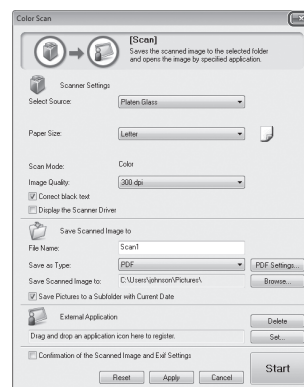 Color Scan
[Scan]
Saves the scanned image to the selected folder
and opens the image by specified application.
Scanner Settings
Select Source: Platen Glass
Paper Size: Letter
Scan Mode: Color
Image Quality: 300 dpi
Correct black text
Display the Scanner Driver
Save Scanned Image to
File Name: Scan1
Save as Type: PDF PDF Settings...
Save Scanned Image to: C:\Users\johnson\Pictures\ Browse...
Save Pictures to a Subfolder with Current Date
External Application Delete
Drag and drop an application icon here to register. Set...
Confirmation of the Scanned Image and Exif Settings
Reset Apply Cancel Start